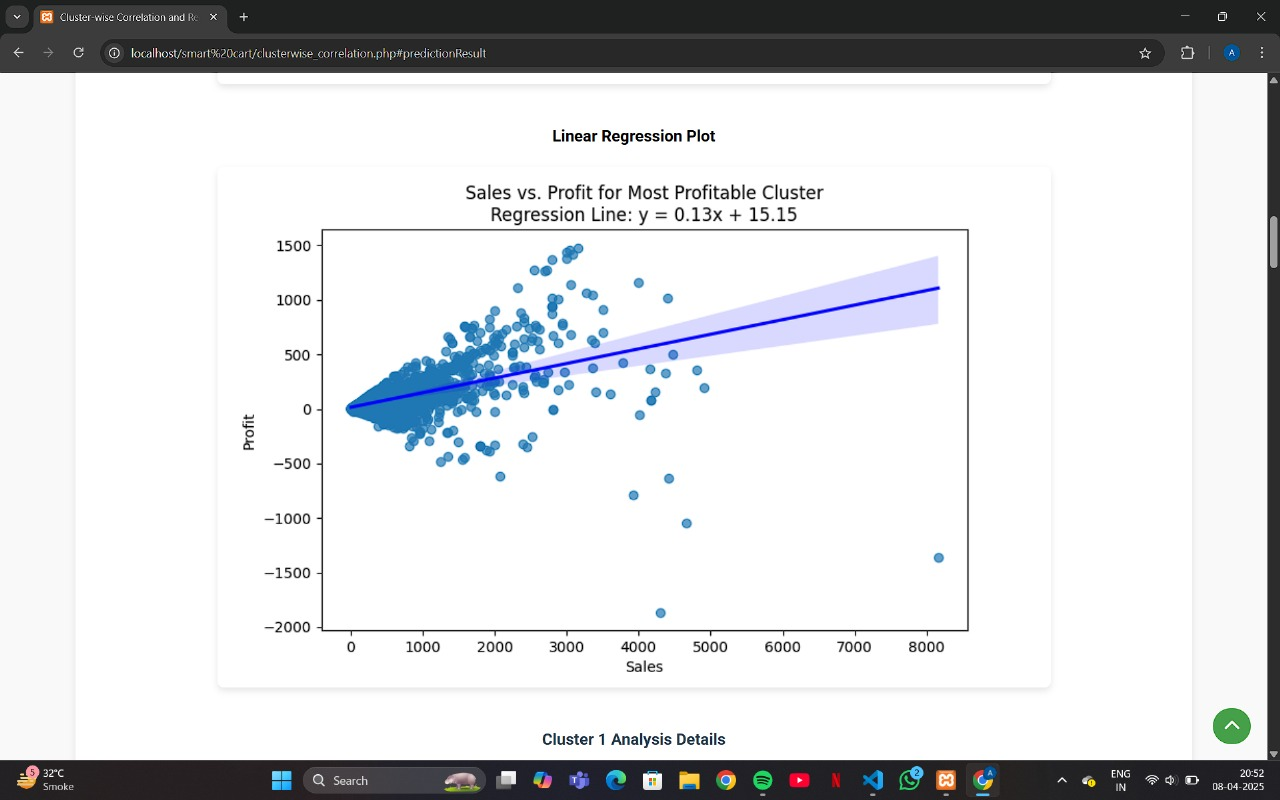 Cluster-wise Correlation and Re
localhost/smart%20cart/clusterwise_correlation.php#predictionResult
A
Linear Regression Plot
Sales vs. Profit for Most Profitable Cluster
Regression Line: y = 0.13x + 15.15
1500
1000
500
0
−500
−1000
−1500
−2000
Profit
0 1000 2000 3000 4000 5000 6000 7000 8000
Sales
Cluster 1 Analysis Details
5
32°C
Smoke
Search
2
A
ENG
IN
20:52
08-04-2025